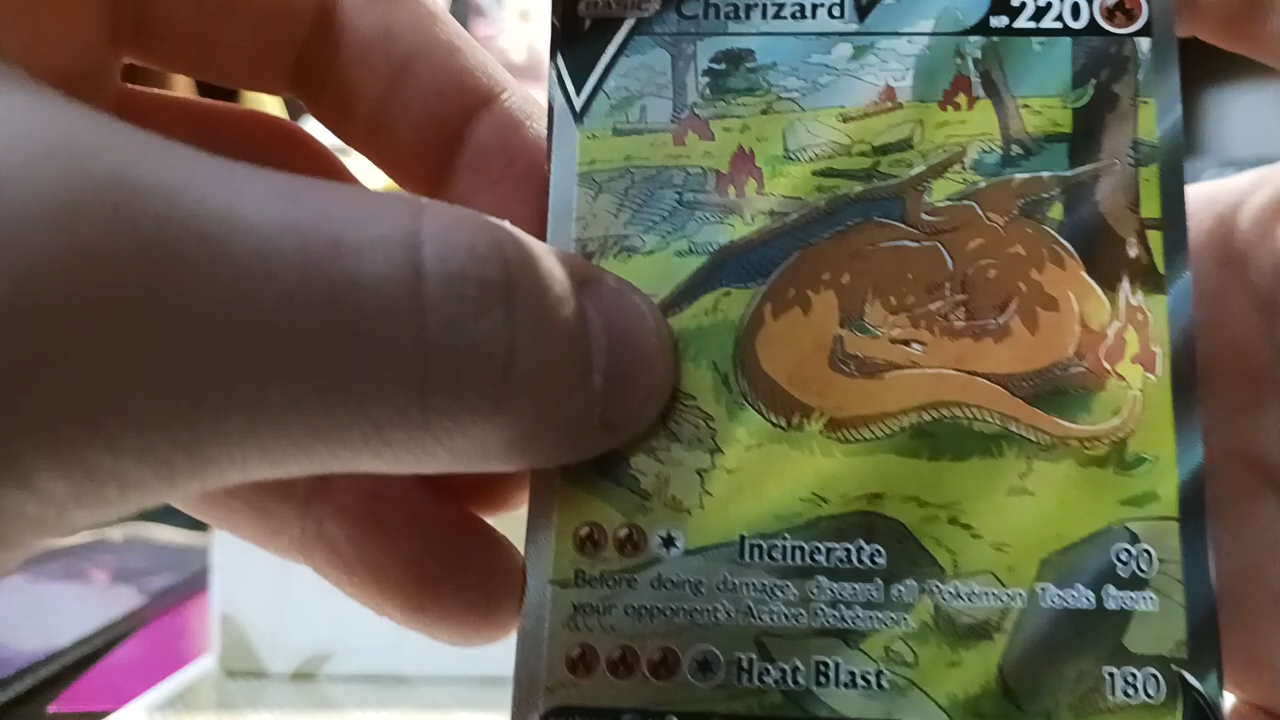 BASIC Charizard V HP 220
Incinerate 90
Before doing damage, discard all Pokémon Tools from
your opponent's Active Pokémon.
Heat Blast 180